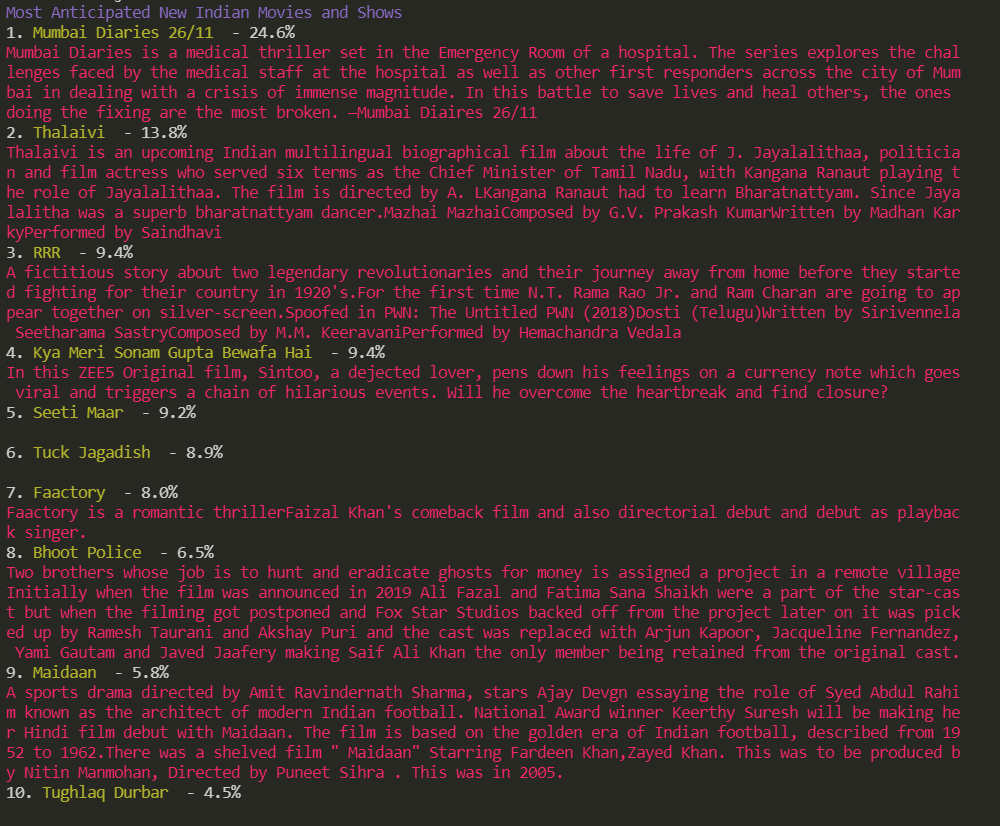 Most Anticipated New Indian Movies and Shows
1. Mumbai Diaries 26/11  - 24.6%
Mumbai Diaries is a medical thriller set in the Emergency Room of a hospital. The series explores the chal
lenges faced by the medical staff at the hospital as well as other first responders across the city of Mum
bai in dealing with a crisis of immense magnitude. In this battle to save lives and heal others, the ones
doing the fixing are the most broken. —Mumbai Diaires 26/11
2. Thalaivi  - 13.8%
Thalaivi is an upcoming Indian multilingual biographical film about the life of J. Jayalalithaa, politicia
n and film actress who served six terms as the Chief Minister of Tamil Nadu, with Kangana Ranaut playing t
he role of Jayalalithaa. The film is directed by A. LKangana Ranaut had to learn Bharatnattyam. Since Jaya
lalitha was a superb bharatnattyam dancer.Mazhai MazhaiComposed by G.V. Prakash KumarWritten by Madhan Kar
kyPerformed by Saindhavi
3. RRR  - 9.4%
A fictitious story about two legendary revolutionaries and their journey away from home before they starte
d fighting for their country in 1920's.For the first time N.T. Rama Rao Jr. and Ram Charan are going to ap
pear together on silver-screen.Spoofed in PWN: The Untitled PWN (2018)Dosti (Telugu)Written by Sirivennela
 Seetharama SastryComposed by M.M. KeeravaniPerformed by Hemachandra Vedala
4. Kya Meri Sonam Gupta Bewafa Hai  - 9.4%
In this ZEE5 Original film, Sintoo, a dejected lover, pens down his feelings on a currency note which goes
 viral and triggers a chain of hilarious events. Will he overcome the heartbreak and find closure?
5. Seeti Maar  - 9.2%
6. Tuck Jagadish  - 8.9%
7. Faactory  - 8.0%
Faactory is a romantic thrillerFaizal Khan's comeback film and also directorial debut and debut as playbac
k singer.
8. Bhoot Police  - 6.5%
Two brothers whose job is to hunt and eradicate ghosts for money is assigned a project in a remote village
Initially when the film was announced in 2019 Ali Fazal and Fatima Sana Shaikh were a part of the star-cas
t but when the filming got postponed and Fox Star Studios backed off from the project later on it was pick
ed up by Ramesh Taurani and Akshay Puri and the cast was replaced with Arjun Kapoor, Jacqueline Fernandez,
 Yami Gautam and Javed Jaafery making Saif Ali Khan the only member being retained from the original cast.
9. Maidaan  - 5.8%
A sports drama directed by Amit Ravindernath Sharma, stars Ajay Devgn essaying the role of Syed Abdul Rahi
m known as the architect of modern Indian football. National Award winner Keerthy Suresh will be making he
r Hindi film debut with Maidaan. The film is based on the golden era of Indian football, described from 19
52 to 1962.There was a shelved film " Maidaan" Starring Fardeen Khan,Zayed Khan. This was to be produced b
y Nitin Manmohan, Directed by Puneet Sihra . This was in 2005.
10. Tughlaq Durbar  - 4.5%